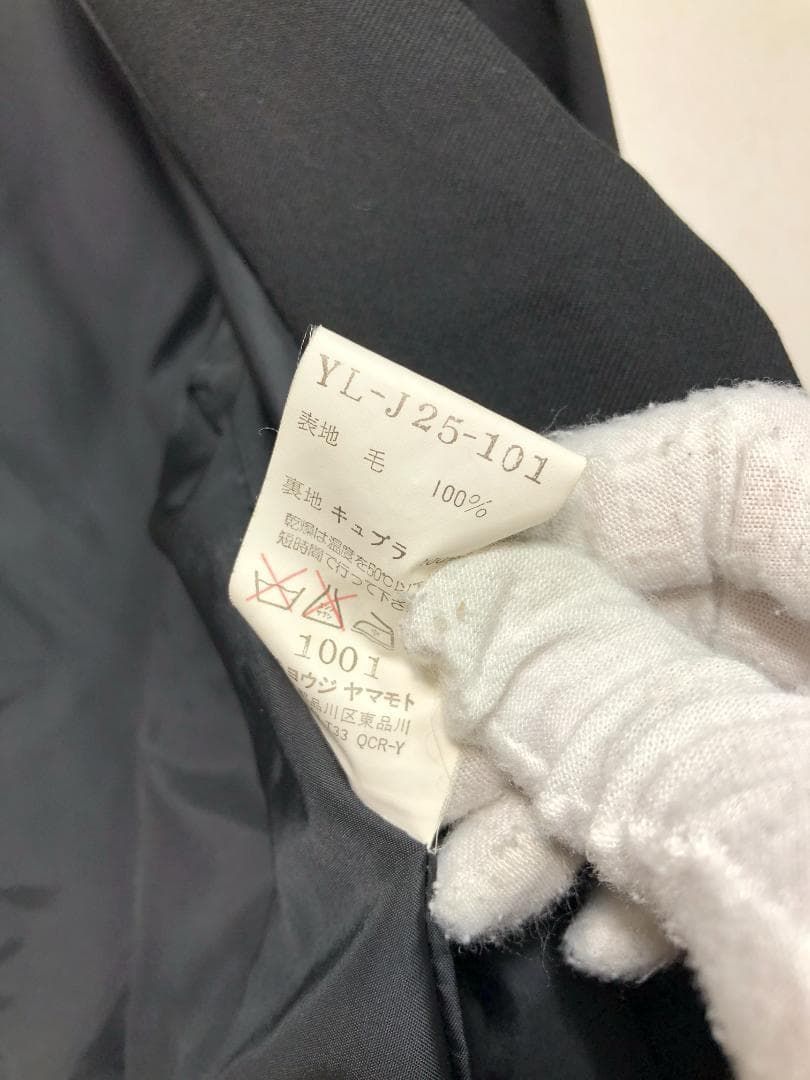 YL-J25-101
表地 毛 100%
裏地 キュプラ
乾燥は温度を60℃以
短時間で行って下さ
1001
ヨウジ ヤマモト
品川区東品川
T33 QCR-Y